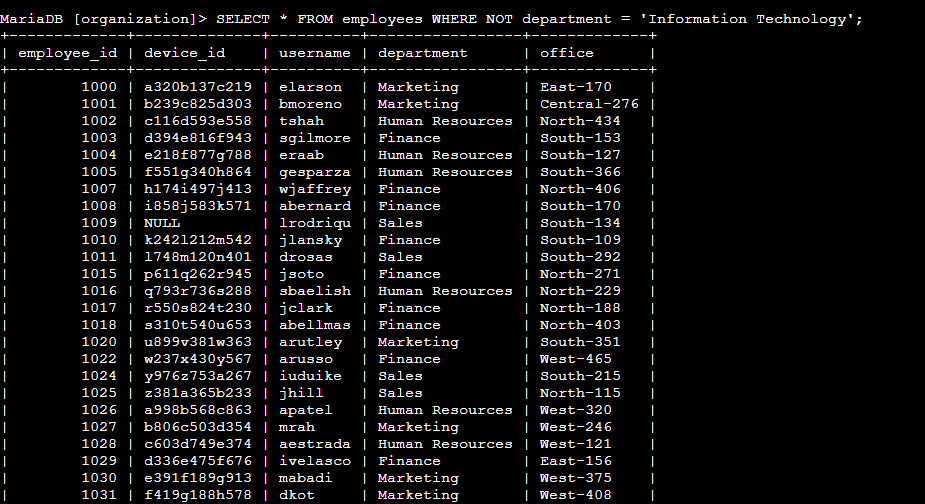 MariaDB [organization]> SELECT * FROM employees WHERE NOT department = 'Information Technology';
+-------------+--------------+----------+-----------------+-------------+
| employee_id | device_id    | username | department      | office      |
+-------------+--------------+----------+-----------------+-------------+
|        1000 | a320b137c219 | elarson  | Marketing       | East-170    |
|        1001 | b239c825d303 | bmoreno  | Marketing       | Central-276 |
|        1002 | c116d593e558 | tshah    | Human Resources | North-434   |
|        1003 | d394e816f943 | sgilmore | Finance         | South-153   |
|        1004 | e218f877g788 | eraab    | Human Resources | South-127   |
|        1005 | f551g340h864 | gesparza | Human Resources | South-366   |
|        1007 | h174i497j413 | wjaffrey | Finance         | North-406   |
|        1008 | i858j583k571 | abernard | Finance         | South-170   |
|        1009 | NULL         | lrodriqu | Sales           | South-134   |
|        1010 | k242l212m542 | jlansky  | Finance         | South-109   |
|        1011 | l748m120n401 | drosas   | Sales           | South-292   |
|        1015 | p611q262r945 | jsoto    | Finance         | North-271   |
|        1016 | q793r736s288 | sbaelish | Human Resources | North-229   |
|        1017 | r550s824t230 | jclark   | Finance         | North-188   |
|        1018 | s310t540u653 | abellmas | Finance         | North-403   |
|        1020 | u899v381w363 | arutley  | Marketing       | South-351   |
|        1022 | w237x430y567 | arusso   | Finance         | West-465    |
|        1024 | y976z753a267 | iuduike  | Sales           | South-215   |
|        1025 | z381a365b233 | jhill    | Sales           | North-115   |
|        1026 | a998b568c863 | apatel   | Human Resources | West-320    |
|        1027 | b806c503d354 | mrah     | Marketing       | West-246    |
|        1028 | c603d749e374 | aestrada | Human Resources | West-121    |
|        1029 | d336e475f676 | ivelasco | Finance         | East-156    |
|        1030 | e391f189g913 | mabadi   | Marketing       | West-375    |
|        1031 | f419g188h578 | dkot     | Marketing       | West-408    |